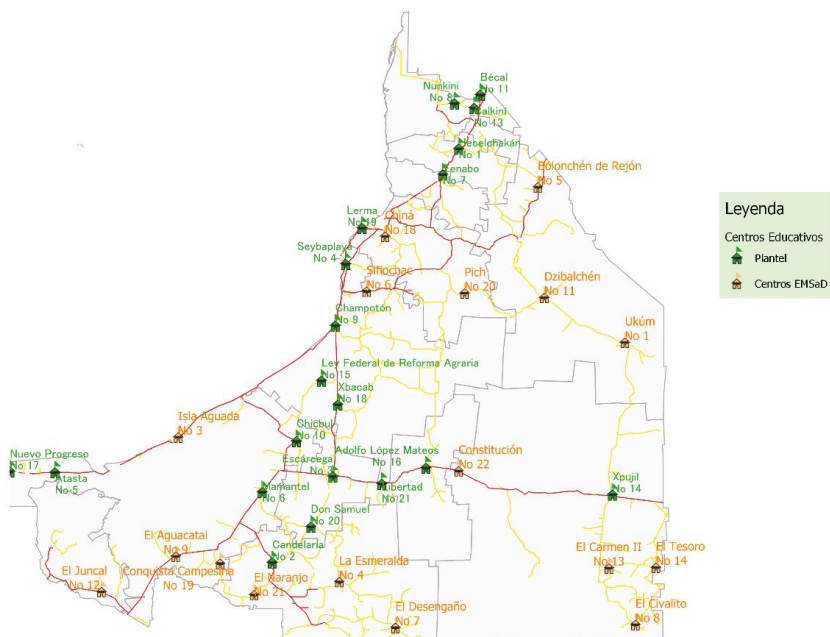 Bécal
No 11
Nunkini
No 8
Calkini
No 13
Hecelchakán
No 1
Tenabo
No 7
Bolonchén de Rejón
No 5
Lerma
No 19
China
No 18
Seybaplaya
No 4
Sihochac
No 6
Pich
No 20
Dzibalchén
No 11
Champotón
No 9
Ukúm
No 1
Ley Federal de Reforma Agraria
No 15
Xbacab
No 18
Isla Aguada
No 3
Chicbul
No 10
Nuevo Progreso
No 17
Atasta
No 5
Escárcega
No 3
Adolfo López Mateos
No 16
Libertad
No 21
Constitución
No 22
Xpujil
No 14
Mamantel
No 6
Don Samuel
No 20
Candelaria
No 2
El Aguacatal
No 9
Conquista Campesina
No 19
El Juncal
No 12
El Naranjo
No 21
La Esmeralda
No 4
El Desengaño
No 7
El Carmen II
No 13
El Tesoro
No 14
El Civalito
No 8
Leyenda
Centros Educativos
Plantel
Centros EMSaD